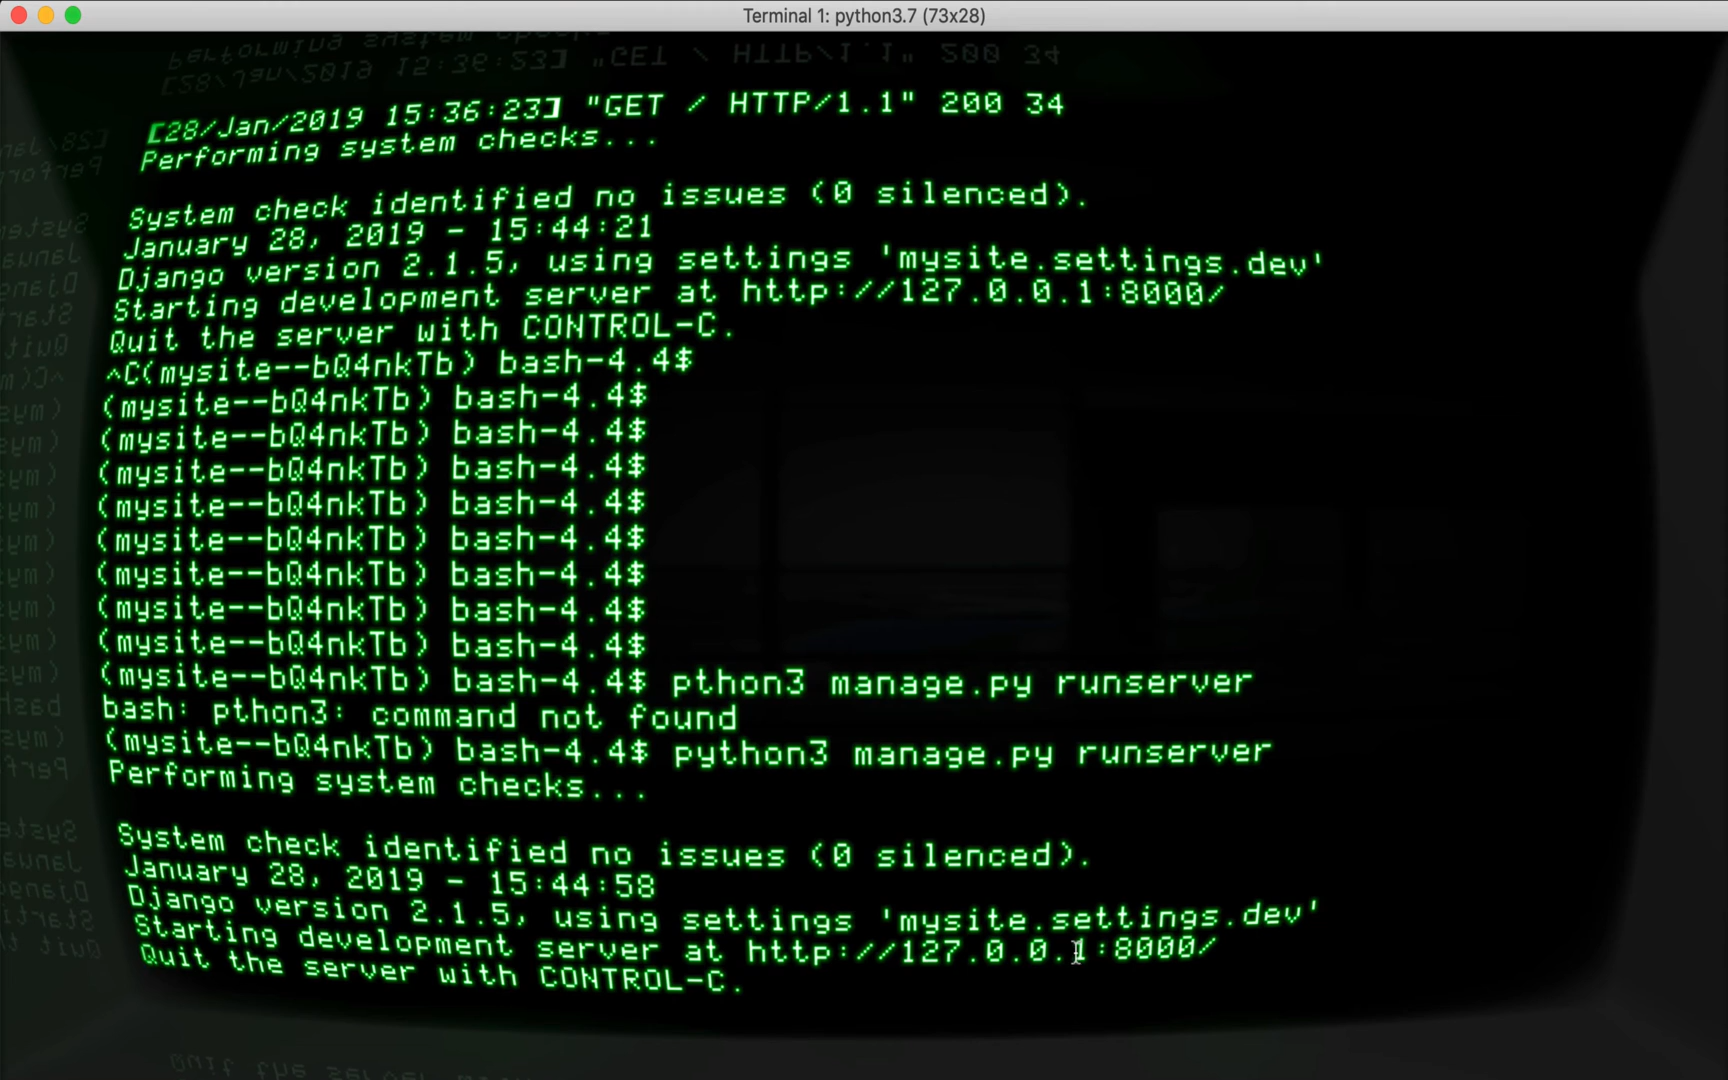 Terminal 1: python3.7 (73x28)
[28/Jan/2019 15:36:23] "GET / HTTP/1.1" 200 34
Performing system checks...
System check identified no issues (0 silenced).
January 28, 2019 - 15:44:21
Django version 2.1.5, using settings 'mysite.settings.dev'
Starting development server at http://127.0.0.1:8000/
Quit the server with CONTROL-C.
^C(mysite--bQ4nkTb) bash-4.4$
(mysite--bQ4nkTb) bash-4.4$
(mysite--bQ4nkTb) bash-4.4$
(mysite--bQ4nkTb) bash-4.4$
(mysite--bQ4nkTb) bash-4.4$
(mysite--bQ4nkTb) bash-4.4$
(mysite--bQ4nkTb) bash-4.4$
(mysite--bQ4nkTb) bash-4.4$
(mysite--bQ4nkTb) bash-4.4$
(mysite--bQ4nkTb) bash-4.4$ pthon3 manage.py runserver
bash: pthon3: command not found
(mysite--bQ4nkTb) bash-4.4$ python3 manage.py runserver
Performing system checks...
System check identified no issues (0 silenced).
January 28, 2019 - 15:44:58
Django version 2.1.5, using settings 'mysite.settings.dev'
Starting development server at http://127.0.0.1:8000/
Quit the server with CONTROL-C.